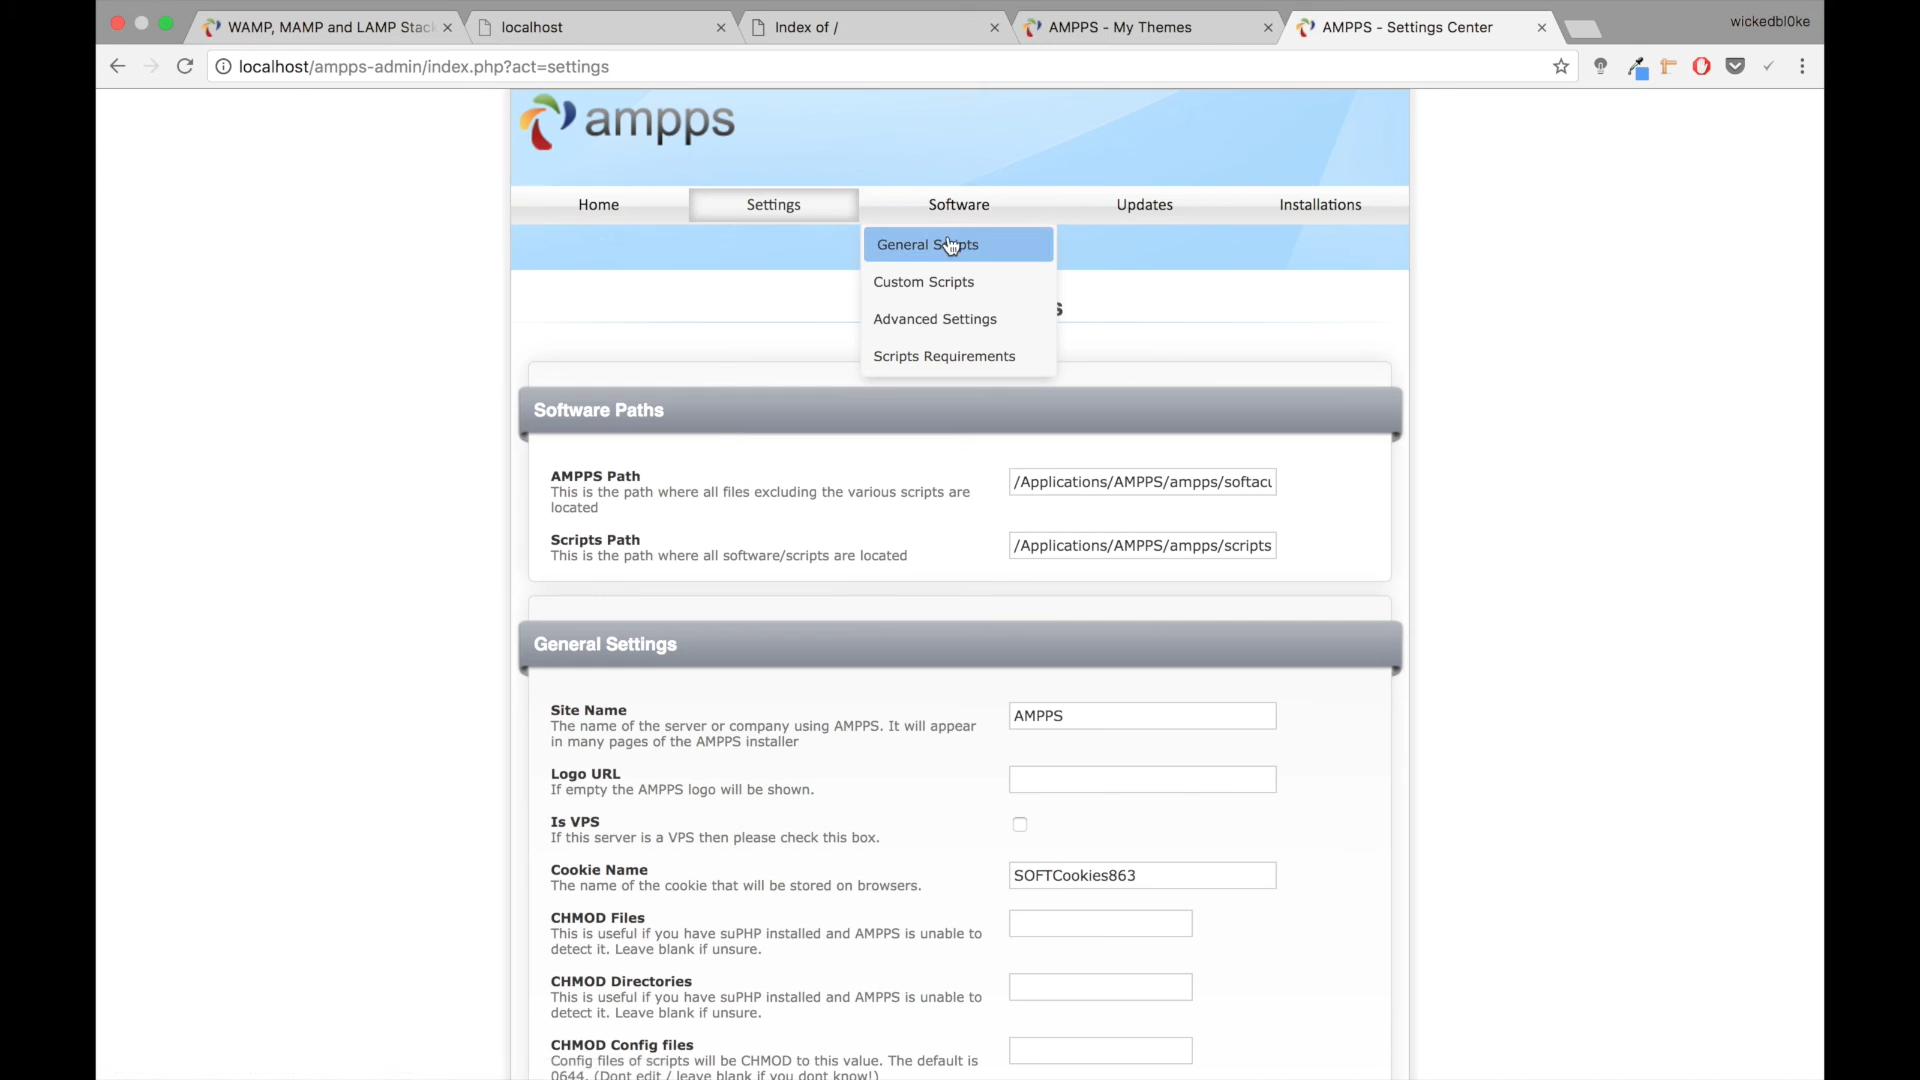 WAMP, MAMP and LAMP Stac
localhost
Index of /
AMPPS - My Themes
AMPPS - Settings Center
wickedbl0ke
localhost/ampps-admin/index.php?act=settings
ampps
Home
Settings
Software
Updates
Installations
General Scripts
Custom Scripts
Advanced Settings
Scripts Requirements
s
Software Paths
AMPPS Path
This is the path where all files excluding the various scripts are
located
/Applications/AMPPS/ampps/softacu
Scripts Path
This is the path where all software/scripts are located
/Applications/AMPPS/ampps/scripts
General Settings
Site Name
The name of the server or company using AMPPS. It will appear
in many pages of the AMPPS installer
AMPPS
Logo URL
If empty the AMPPS logo will be shown.
Is VPS
If this server is a VPS then please check this box.
Cookie Name
The name of the cookie that will be stored on browsers.
SOFTCookies863
CHMOD Files
This is useful if you have suPHP installed and AMPPS is unable to
detect it. Leave blank if unsure.
CHMOD Directories
This is useful if you have suPHP installed and AMPPS is unable to
detect it. Leave blank if unsure.
CHMOD Config files
Config files of scripts will be CHMOD to this value. The default is
0644. (Dont edit / leave blank if you dont know!)